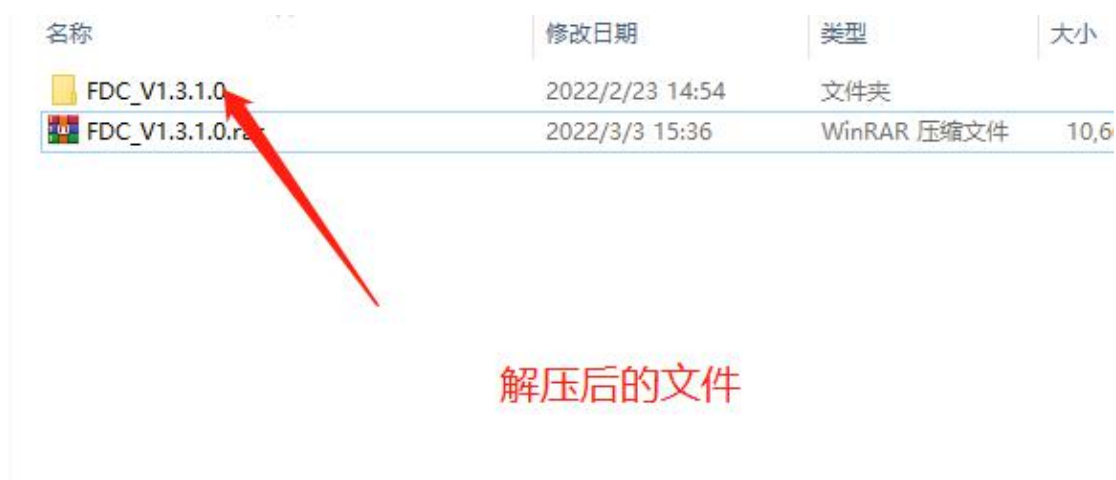 名称 修改日期 类型 大小
FDC_V1.3.1.0 2022/2/23 14:54 文件夹
FDC_V1.3.1.0.rar 2022/3/3 15:36 WinRAR 压缩文件 10,6
解压后的文件